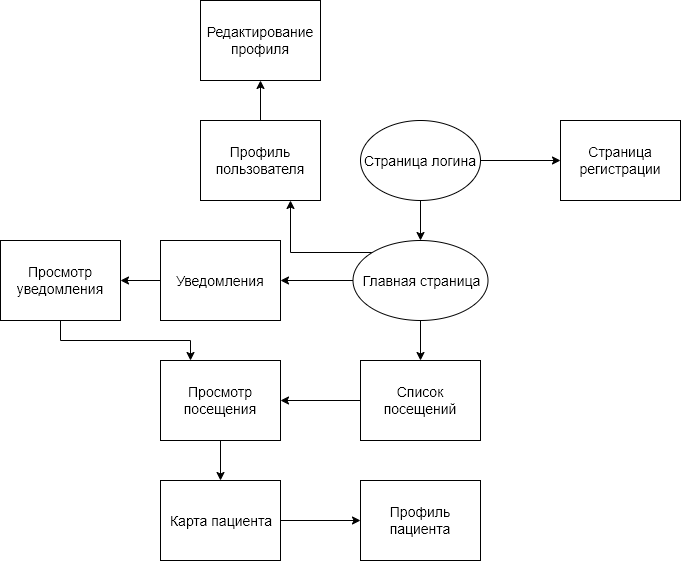 Редактирование
профиля
Профиль
пользователя
Страница логина
Страница
регистрации
Просмотр
уведомления
Уведомления
Главная страница
Просмотр
посещения
Список
посещений
Карта пациента
Профиль
пациента